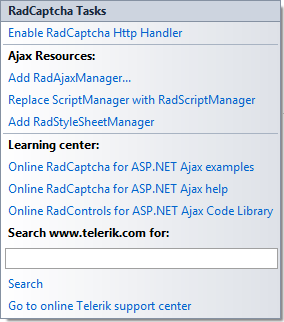 RadCaptcha Tasks
Enable RadCaptcha Http Handler
Ajax Resources:
Add RadAjaxManager...
Replace ScriptManager with RadScriptManager
Add RadStyleSheetManager
Learning center:
Online RadCaptcha for ASP.NET Ajax examples
Online RadCaptcha for ASP.NET Ajax help
Online RadControls for ASP.NET Ajax Code Library
Search www.telerik.com for:
Search
Go to online Telerik support center